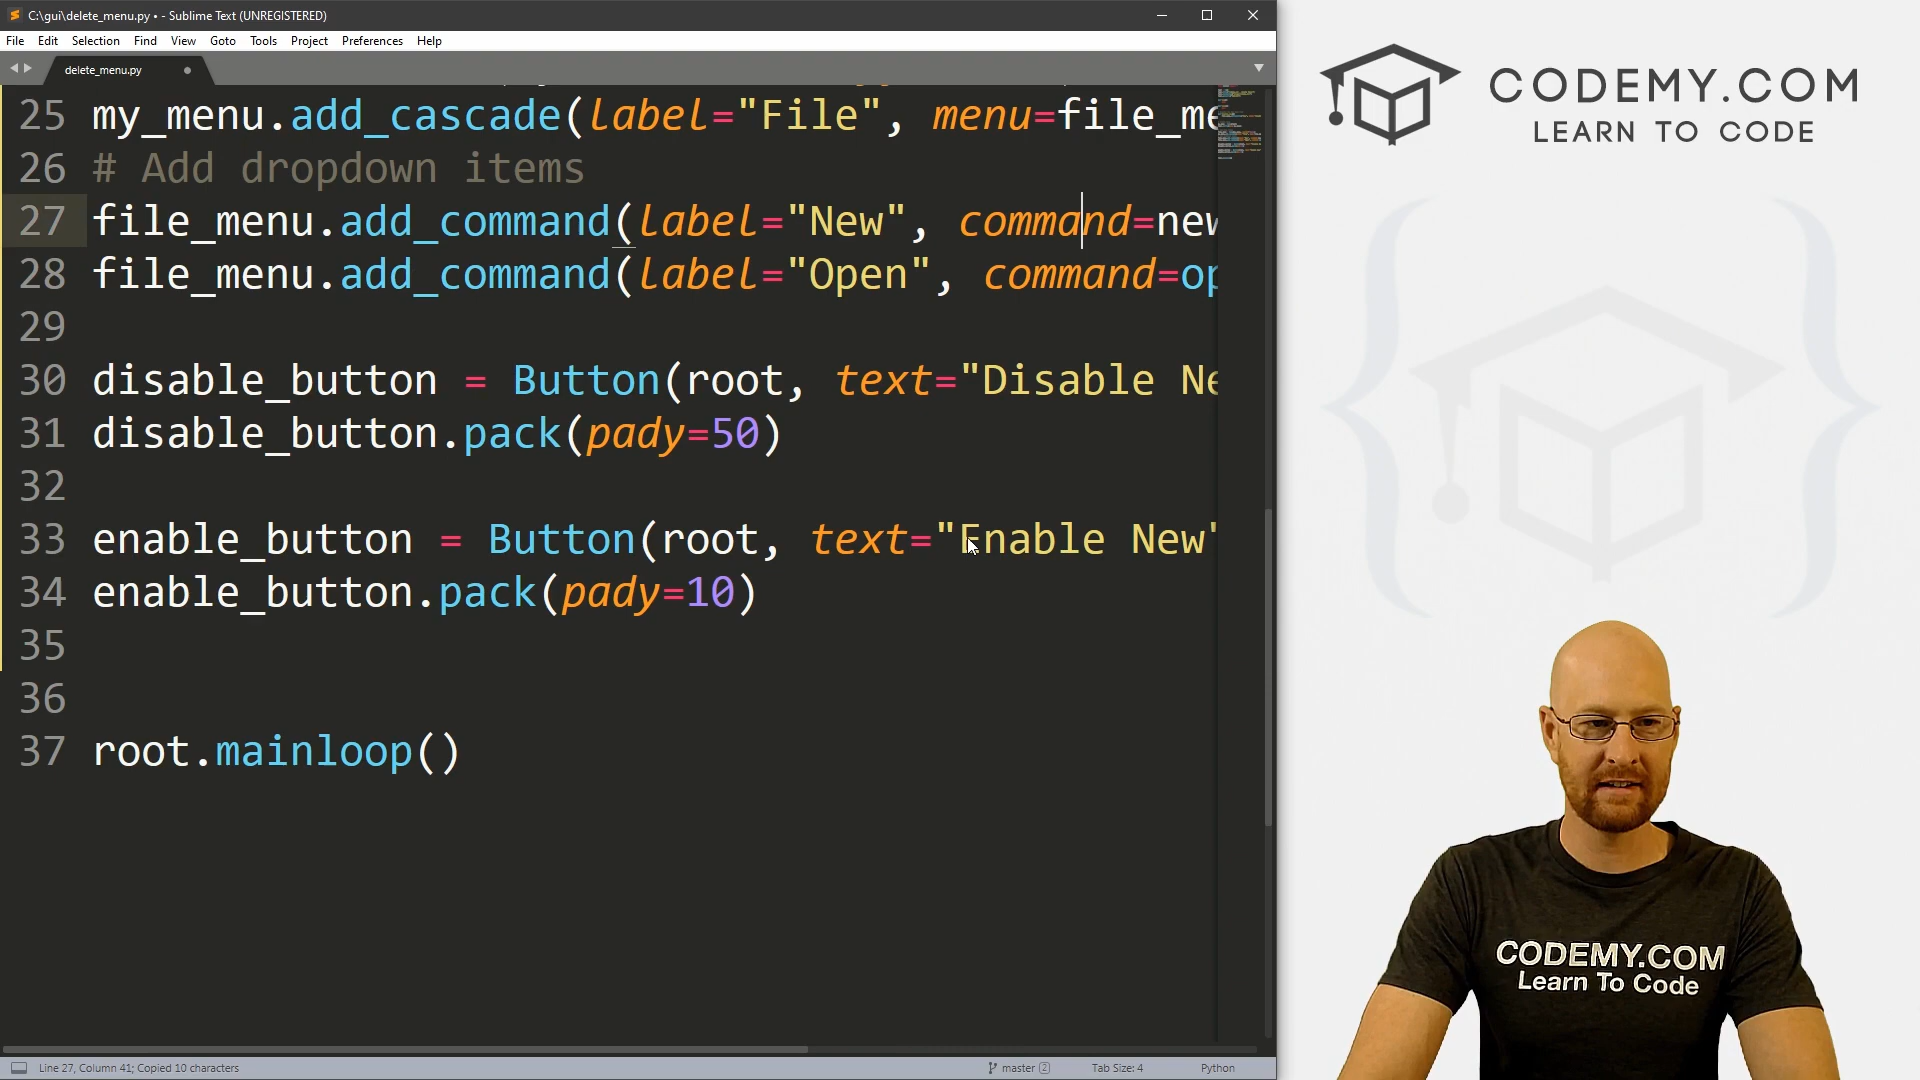 C:\gui\delete_menu.py • - Sublime Text (UNREGISTERED)
File Edit Selection Find View Goto Tools Project Preferences Help
delete_menu.py
25 my_menu.add_cascade(label="File", menu=file_me
26 # Add dropdown items
27 file_menu.add_command(label="New", command=new
28 file_menu.add_command(label="Open", command=op
29
30 disable_button = Button(root, text="Disable Ne
31 disable_button.pack(pady=50)
32
33 enable_button = Button(root, text="Enable New"
34 enable_button.pack(pady=10)
35
36
37 root.mainloop()
Line 27, Column 41; Copied 10 characters
master 2
Tab Size: 4
Python
CODEMY.COM
LEARN TO CODE
CODEMY.COM
Learn To Code